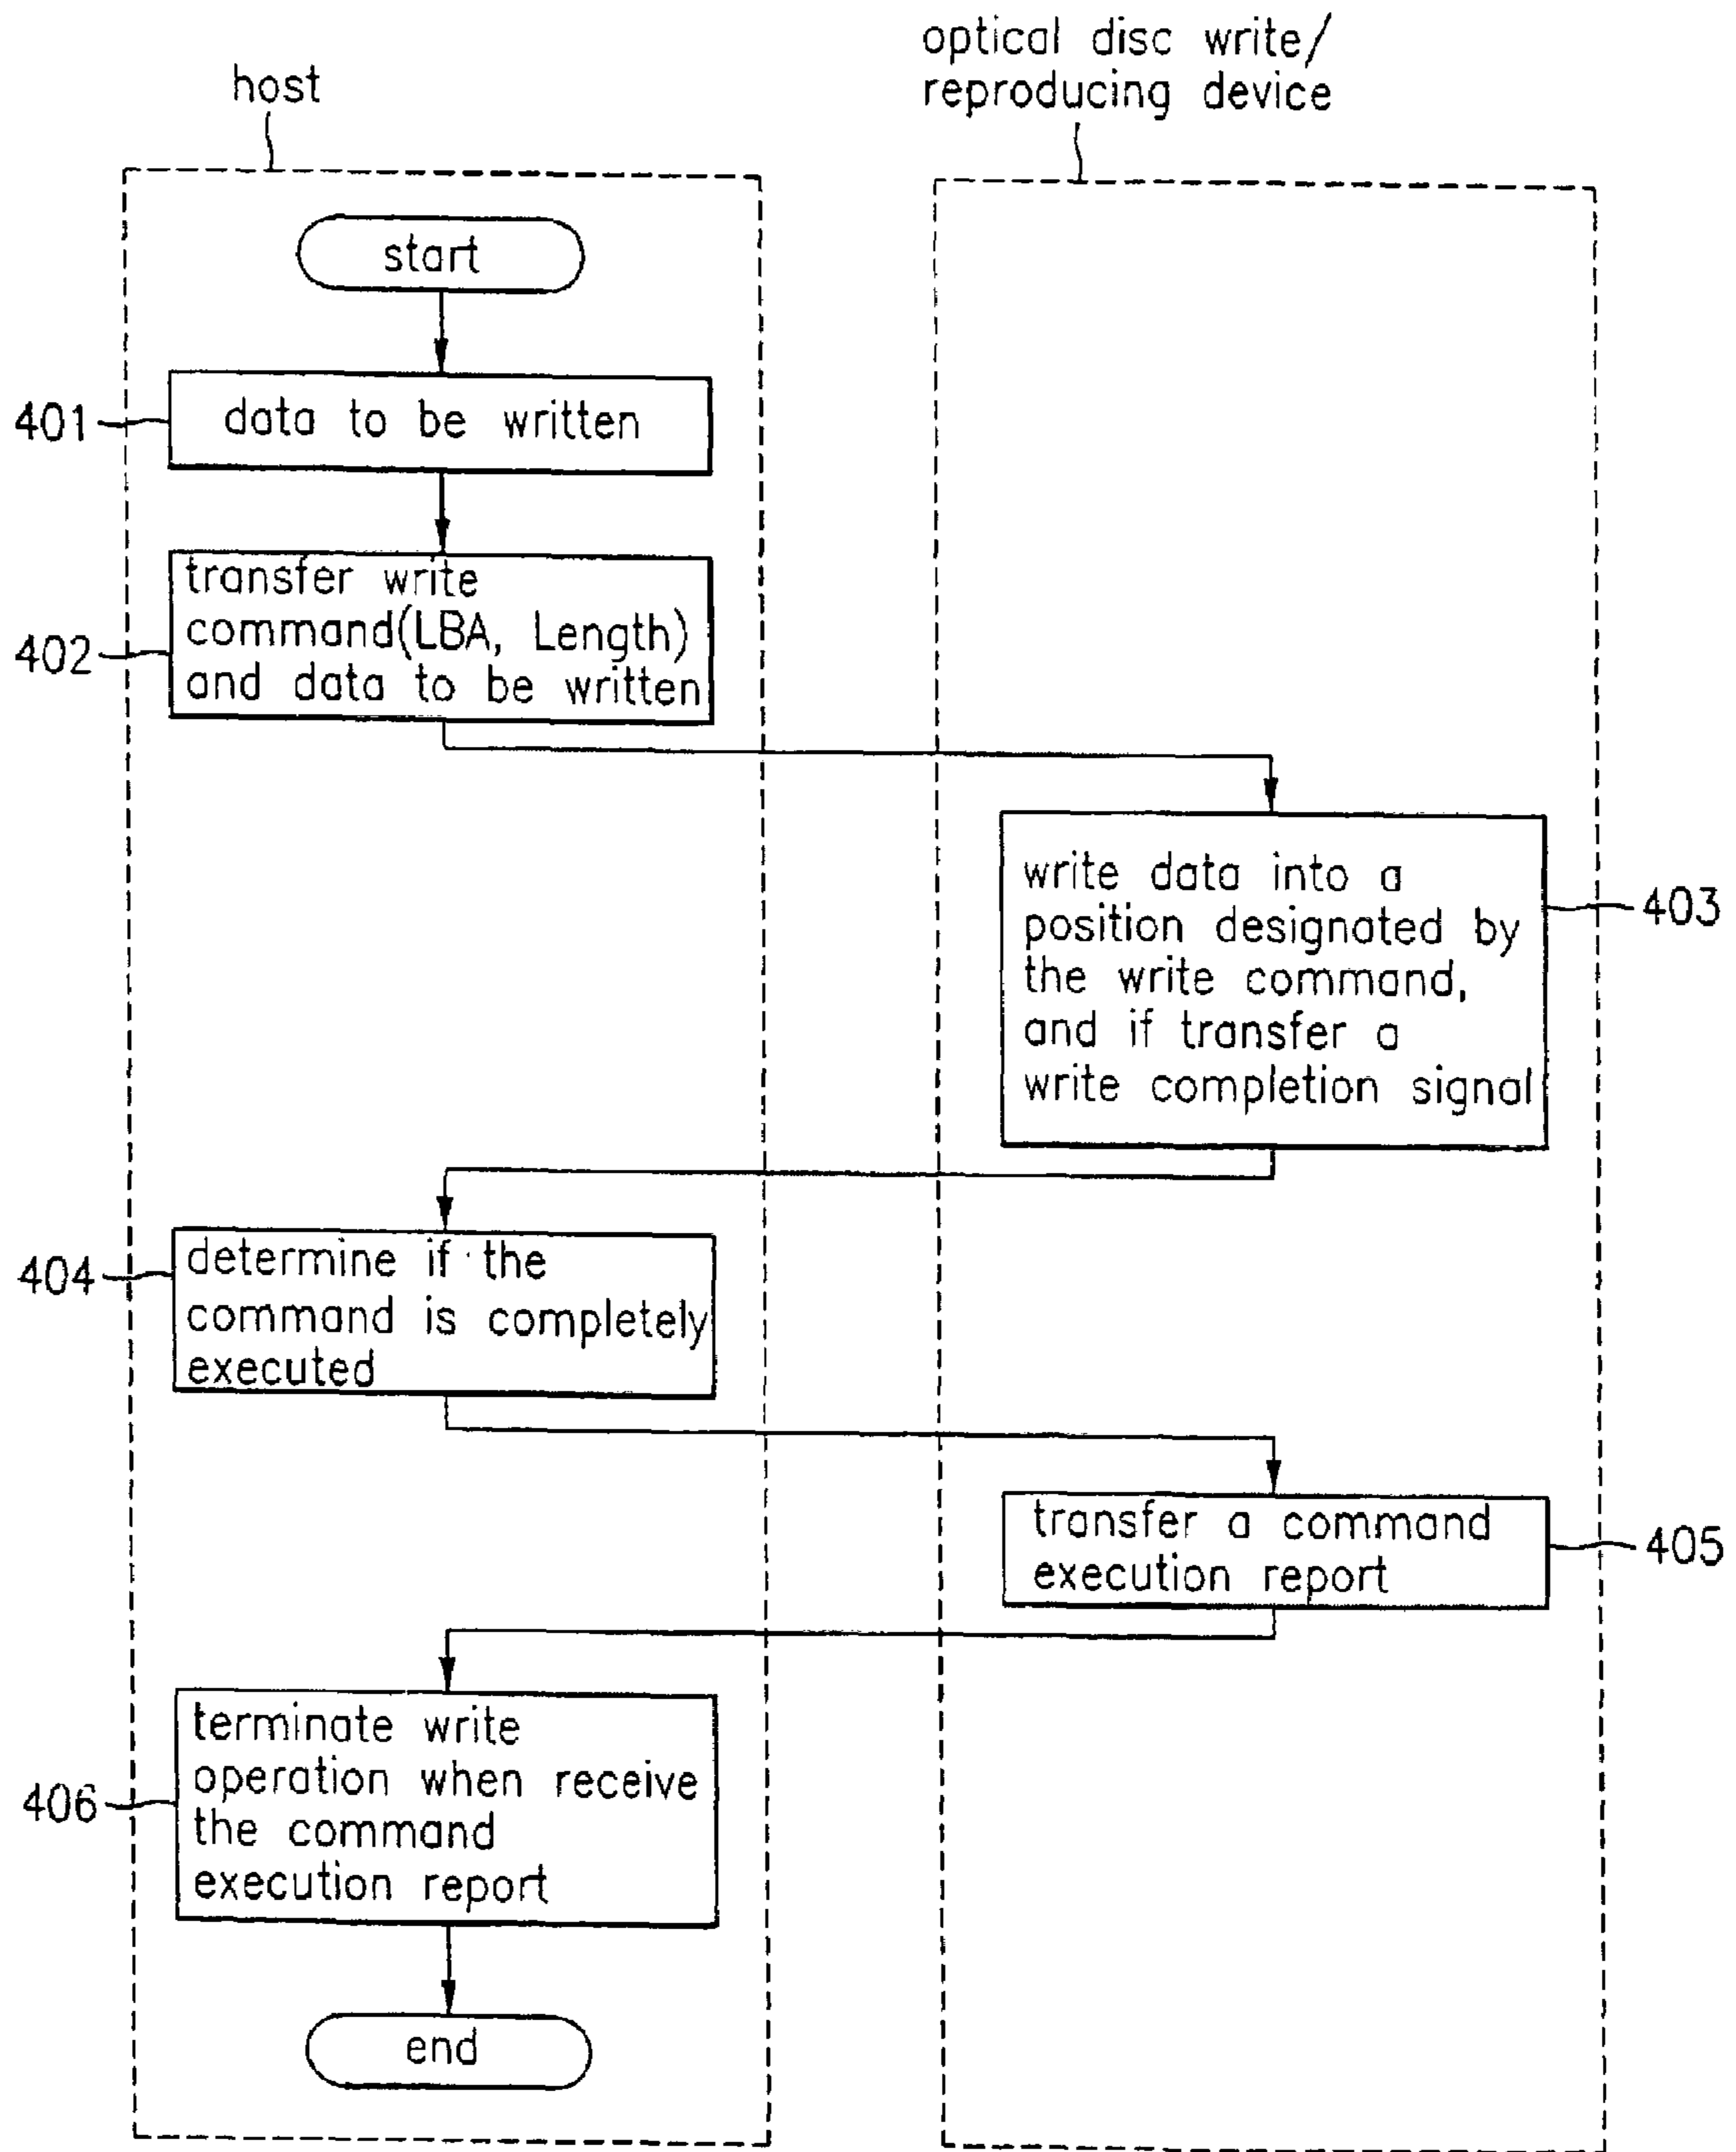 host
optical disc write/
reproducing device
start
401
data to be written
402
transfer write
command(LBA, Length)
and data to be written
write data into a
position designated by
the write command,
and if transfer a
write completion signal
403
404
determine if the
command is completely
executed
transfer a command
execution report
405
406
terminate write
operation when receive
the command
execution report
end